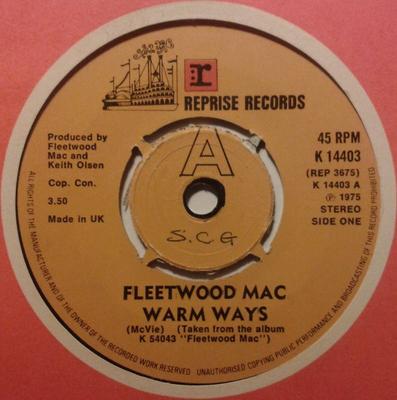 r
REPRISE RECORDS
Produced by
Fleetwood
Mac and
Keith Olsen
Cop. Con.
3.50
Made in UK
A
45 RPM
K 14403
(REP 3675)
K 14403 A
Ⓟ 1975
STEREO
SIDE ONE
S.C.G
FLEETWOOD MAC
WARM WAYS
(McVie) (Taken from the album
K 54043 "Fleetwood Mac")
ALL RIGHTS OF THE MANUFACTURER AND OF THE OWNER OF THE RECORDED WORK RESERVED UNAUTHORISED COPYING PUBLIC PERFORMANCE AND BROADCASTING OF THIS RECORD PROHIBITED